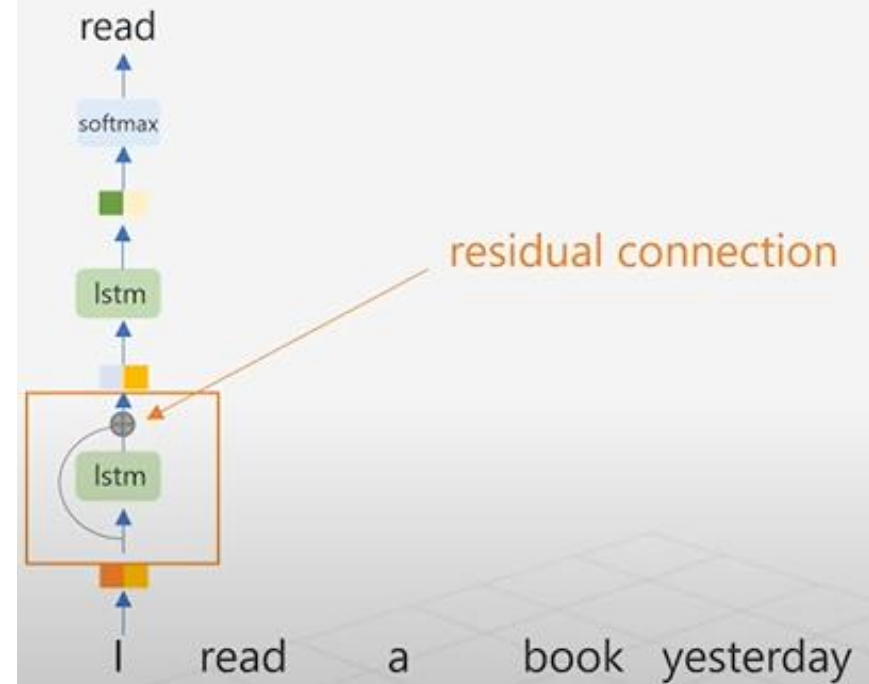 read
softmax
residual connection
lstm
lstm
I read a book yesterday